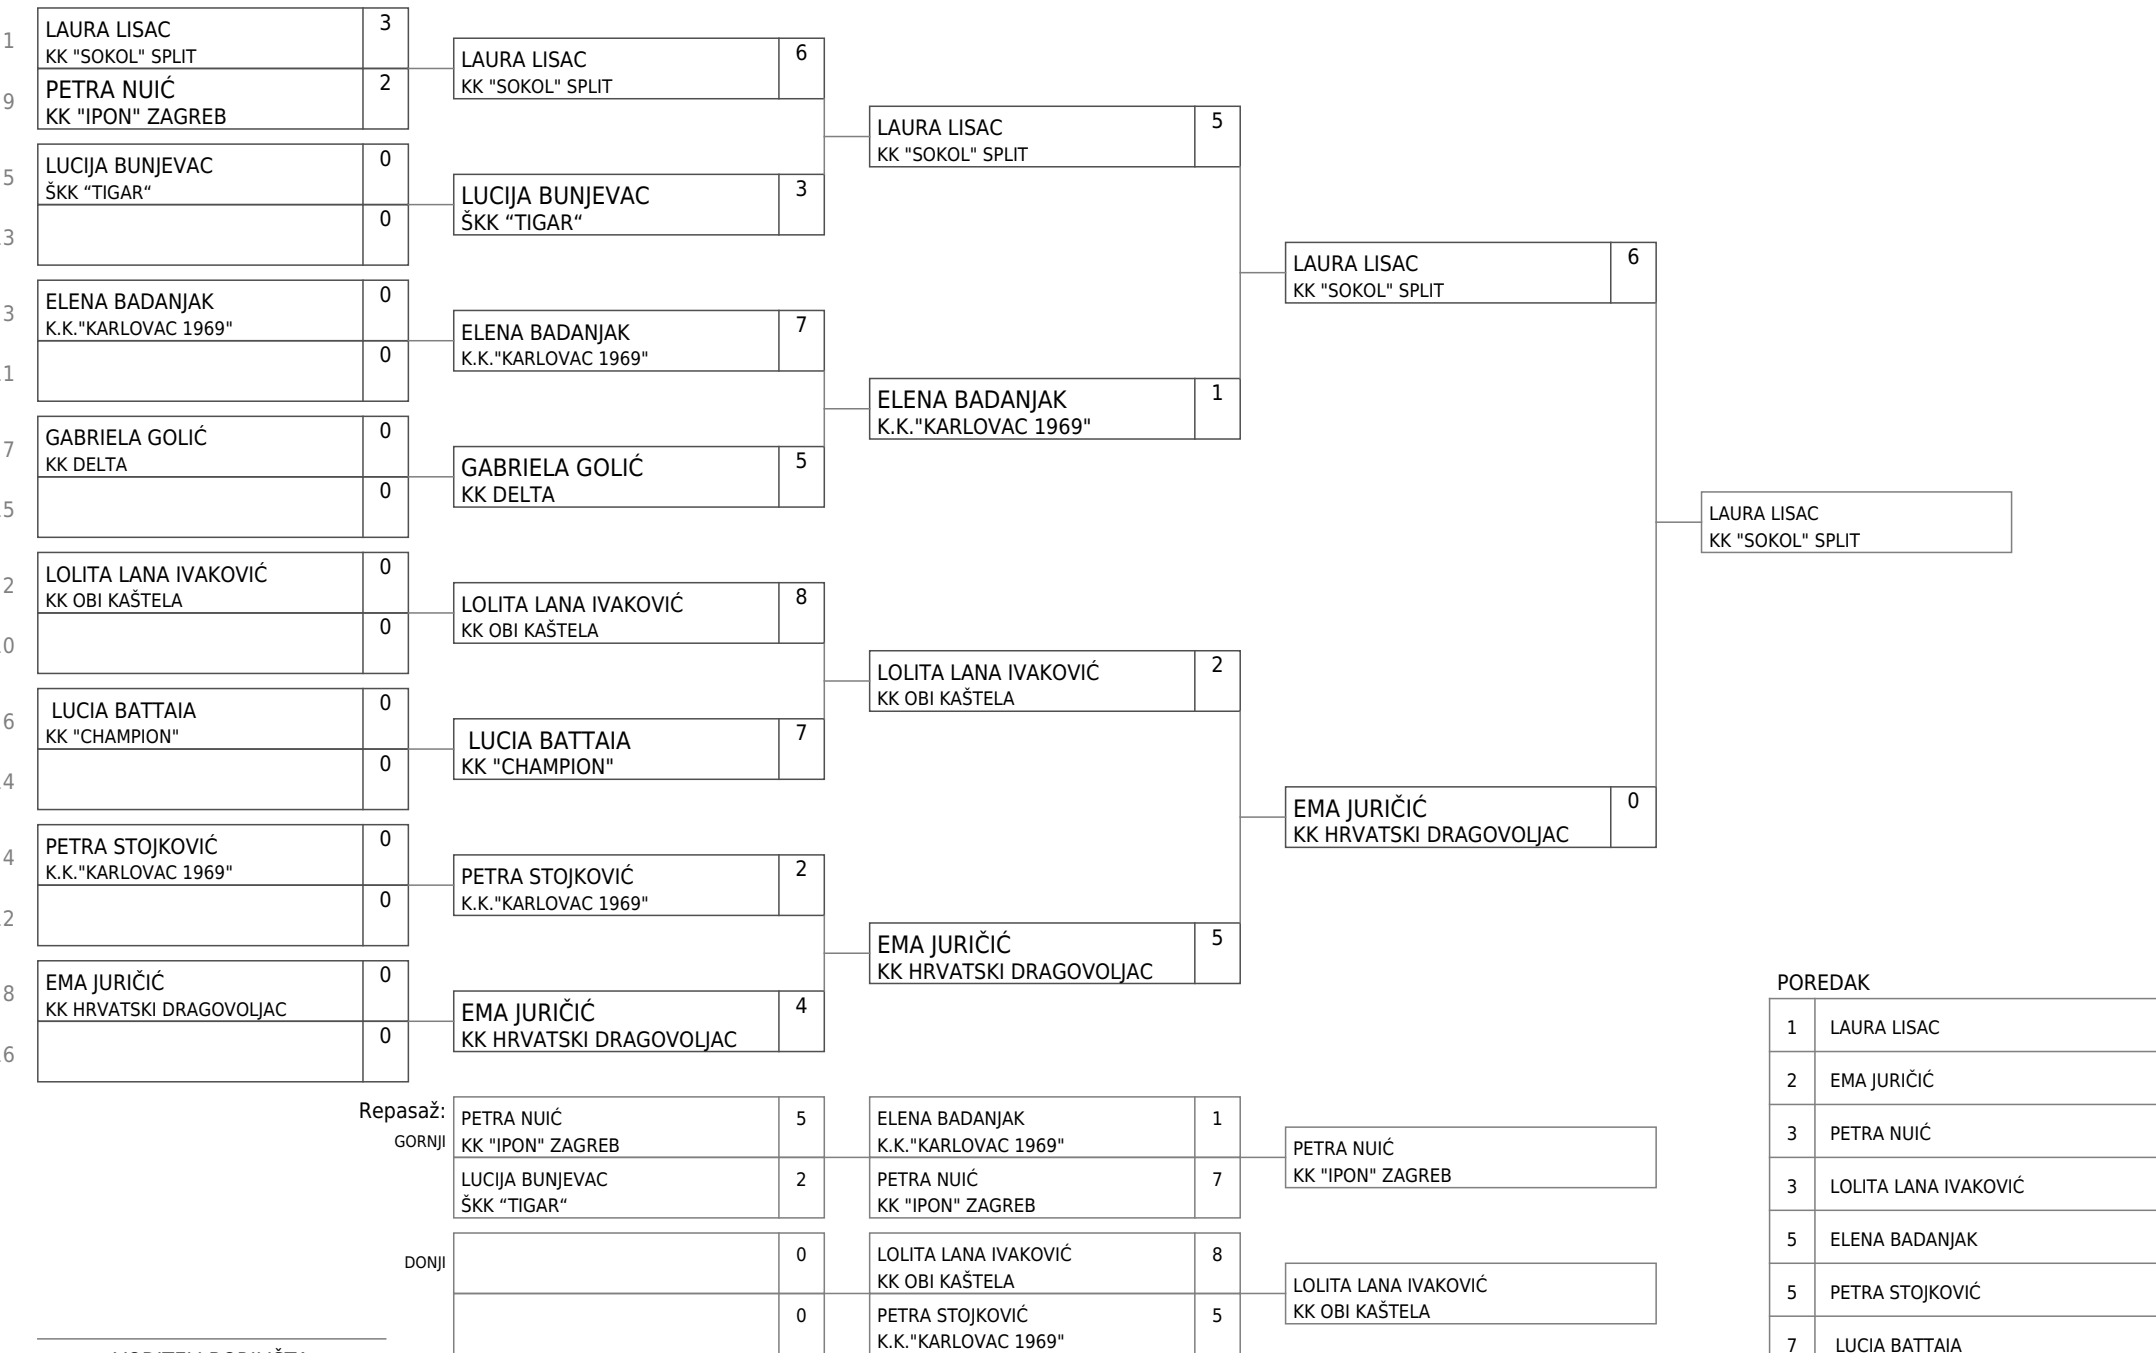 1
LAURA LISAC
KK "SOKOL" SPLIT
3
9
PETRA NUIĆ
KK "IPON" ZAGREB
2
5
LUCIJA BUNJEVAC
ŠKK “TIGAR“
0
3
0
3
ELENA BADANJAK
K.K."KARLOVAC 1969"
0
1
0
7
GABRIELA GOLIĆ
KK DELTA
0
5
0
2
LOLITA LANA IVAKOVIĆ
KK OBI KAŠTELA
0
0
0
6
LUCIA BATTAIA
KK "CHAMPION"
0
4
0
4
PETRA STOJKOVIĆ
K.K."KARLOVAC 1969"
0
2
0
8
EMA JURIČIĆ
KK HRVATSKI DRAGOVOLJAC
0
6
0
LAURA LISAC
KK "SOKOL" SPLIT
6
LUCIJA BUNJEVAC
ŠKK “TIGAR“
3
ELENA BADANJAK
K.K."KARLOVAC 1969"
7
GABRIELA GOLIĆ
KK DELTA
5
LOLITA LANA IVAKOVIĆ
KK OBI KAŠTELA
8
LUCIA BATTAIA
KK "CHAMPION"
7
PETRA STOJKOVIĆ
K.K."KARLOVAC 1969"
2
EMA JURIČIĆ
KK HRVATSKI DRAGOVOLJAC
4
LAURA LISAC
KK "SOKOL" SPLIT
5
ELENA BADANJAK
K.K."KARLOVAC 1969"
1
LOLITA LANA IVAKOVIĆ
KK OBI KAŠTELA
2
EMA JURIČIĆ
KK HRVATSKI DRAGOVOLJAC
5
LAURA LISAC
KK "SOKOL" SPLIT
6
EMA JURIČIĆ
KK HRVATSKI DRAGOVOLJAC
0
LAURA LISAC
KK "SOKOL" SPLIT
Repasaž:
GORNJI
PETRA NUIĆ
KK "IPON" ZAGREB
5
LUCIJA BUNJEVAC
ŠKK “TIGAR“
2
ELENA BADANJAK
K.K."KARLOVAC 1969"
1
PETRA NUIĆ
KK "IPON" ZAGREB
7
PETRA NUIĆ
KK "IPON" ZAGREB
DONJI
0
0
LOLITA LANA IVAKOVIĆ
KK OBI KAŠTELA
8
PETRA STOJKOVIĆ
K.K."KARLOVAC 1969"
5
LOLITA LANA IVAKOVIĆ
KK OBI KAŠTELA
POREDAK
1 LAURA LISAC
2 EMA JURIČIĆ
3 PETRA NUIĆ
3 LOLITA LANA IVAKOVIĆ
5 ELENA BADANJAK
5 PETRA STOJKOVIĆ
7 LUCIA BATTAIA